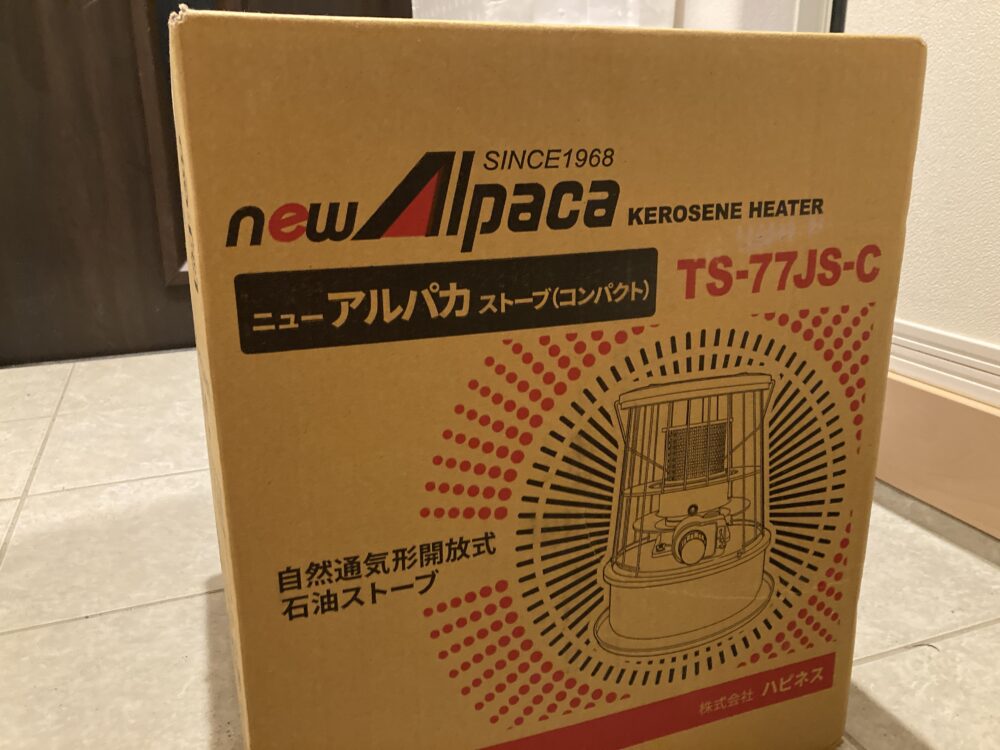 SINCE1968
new Alpaca KEROSENE HEATER
ニューアルパカストーブ(コンパクト) TS-77JS-C
自然通気形開放式
石油ストーブ
株式会社 ハピネス